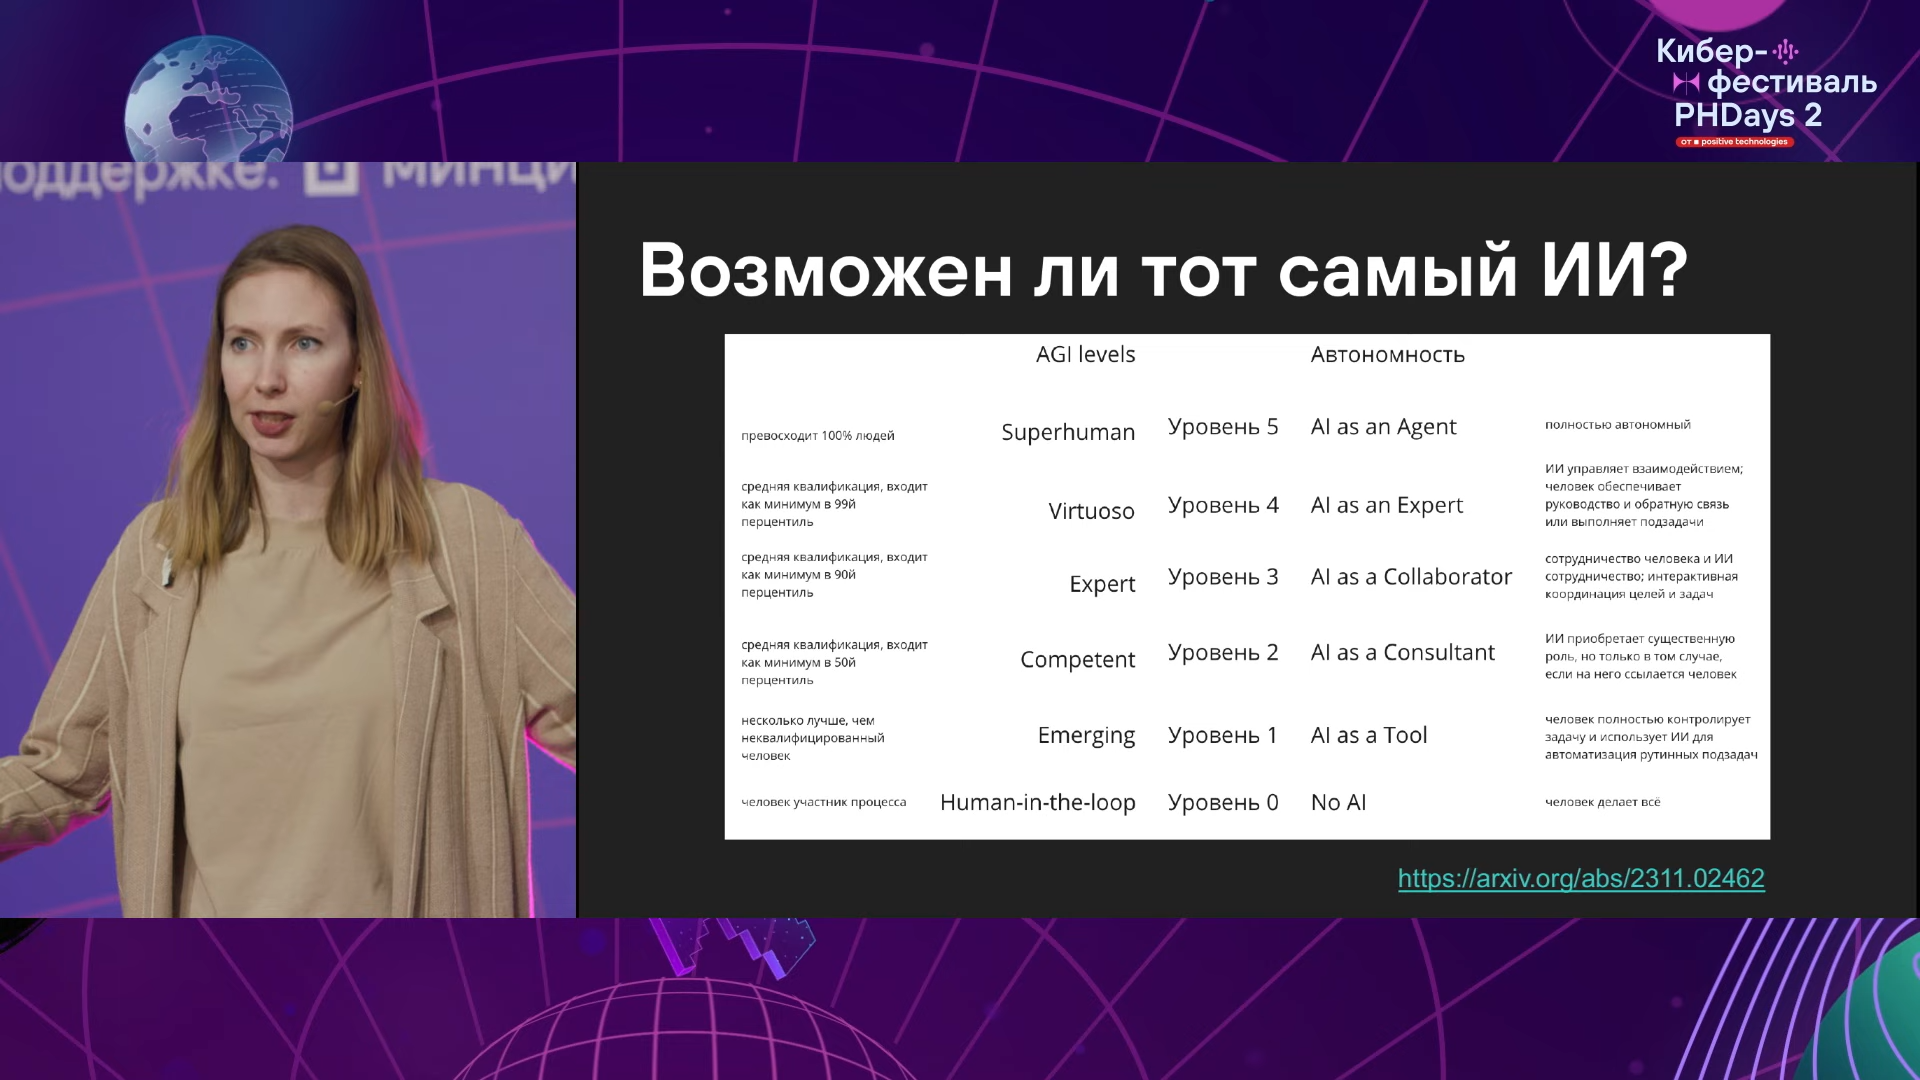 Кибер-
фестиваль
PHDays 2
от positive technologies
поддержке.
Возможен ли тот самый ИИ?
AGI levels
Автономность
превосходит 100% людей
Superhuman
Уровень 5
AI as an Agent
полностью автономный
средняя квалификация, входит
как минимум в 99й
перцентиль
Virtuoso
Уровень 4
AI as an Expert
ИИ управляет взаимодействием;
человек обеспечивает
руководство и обратную связь
или выполняет подзадачи
средняя квалификация, входит
как минимум в 90й
перцентиль
Expert
Уровень 3
AI as a Collaborator
сотрудничество человека и ИИ
сотрудничество; интерактивная
координация целей и задач
средняя квалификация, входит
как минимум в 50й
перцентиль
Competent
Уровень 2
AI as a Consultant
ИИ приобретает существенную
роль, но только в том случае,
если на него ссылается человек
несколько лучше, чем
неквалифицированный
человек
Emerging
Уровень 1
AI as a Tool
человек полностью контролирует
задачу и использует ИИ для
автоматизация рутинных подзадач
человек участник процесса
Human-in-the-loop
Уровень 0
No AI
человек делает всё
https://arxiv.org/abs/2311.02462